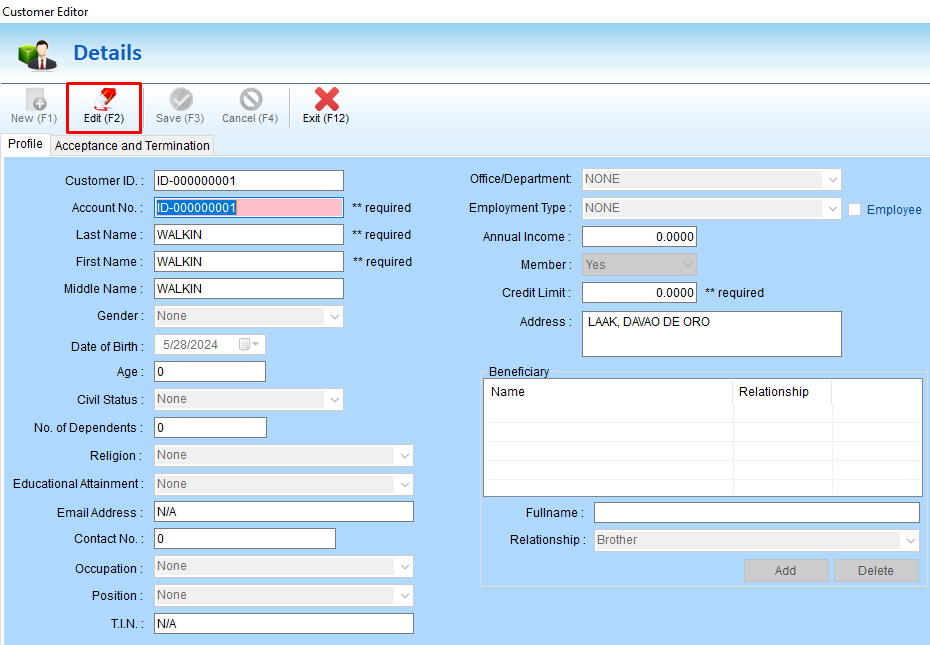 Customer Editor
Details
New (F1)
Edit (F2)
Save (F3)
Cancel (F4)
Exit (F12)
Profile
Acceptance and Termination
Customer ID. : ID-000000001
Account No. : ID-000000001 ** required
Last Name : WALKIN ** required
First Name : WALKIN ** required
Middle Name : WALKIN
Gender : None
Date of Birth : 5/28/2024
Age : 0
Civil Status : None
No. of Dependents : 0
Religion : None
Educational Attainment : None
Email Address : N/A
Contact No. : 0
Occupation : None
Position : None
T.I.N. : N/A
Office/Department: NONE
Employment Type : NONE Employee
Annual Income : 0.0000
Member : Yes
Credit Limit : 0.0000 ** required
Address : LAAK, DAVAO DE ORO
Beneficiary
Name Relationship
Fullname :
Relationship : Brother
Add Delete